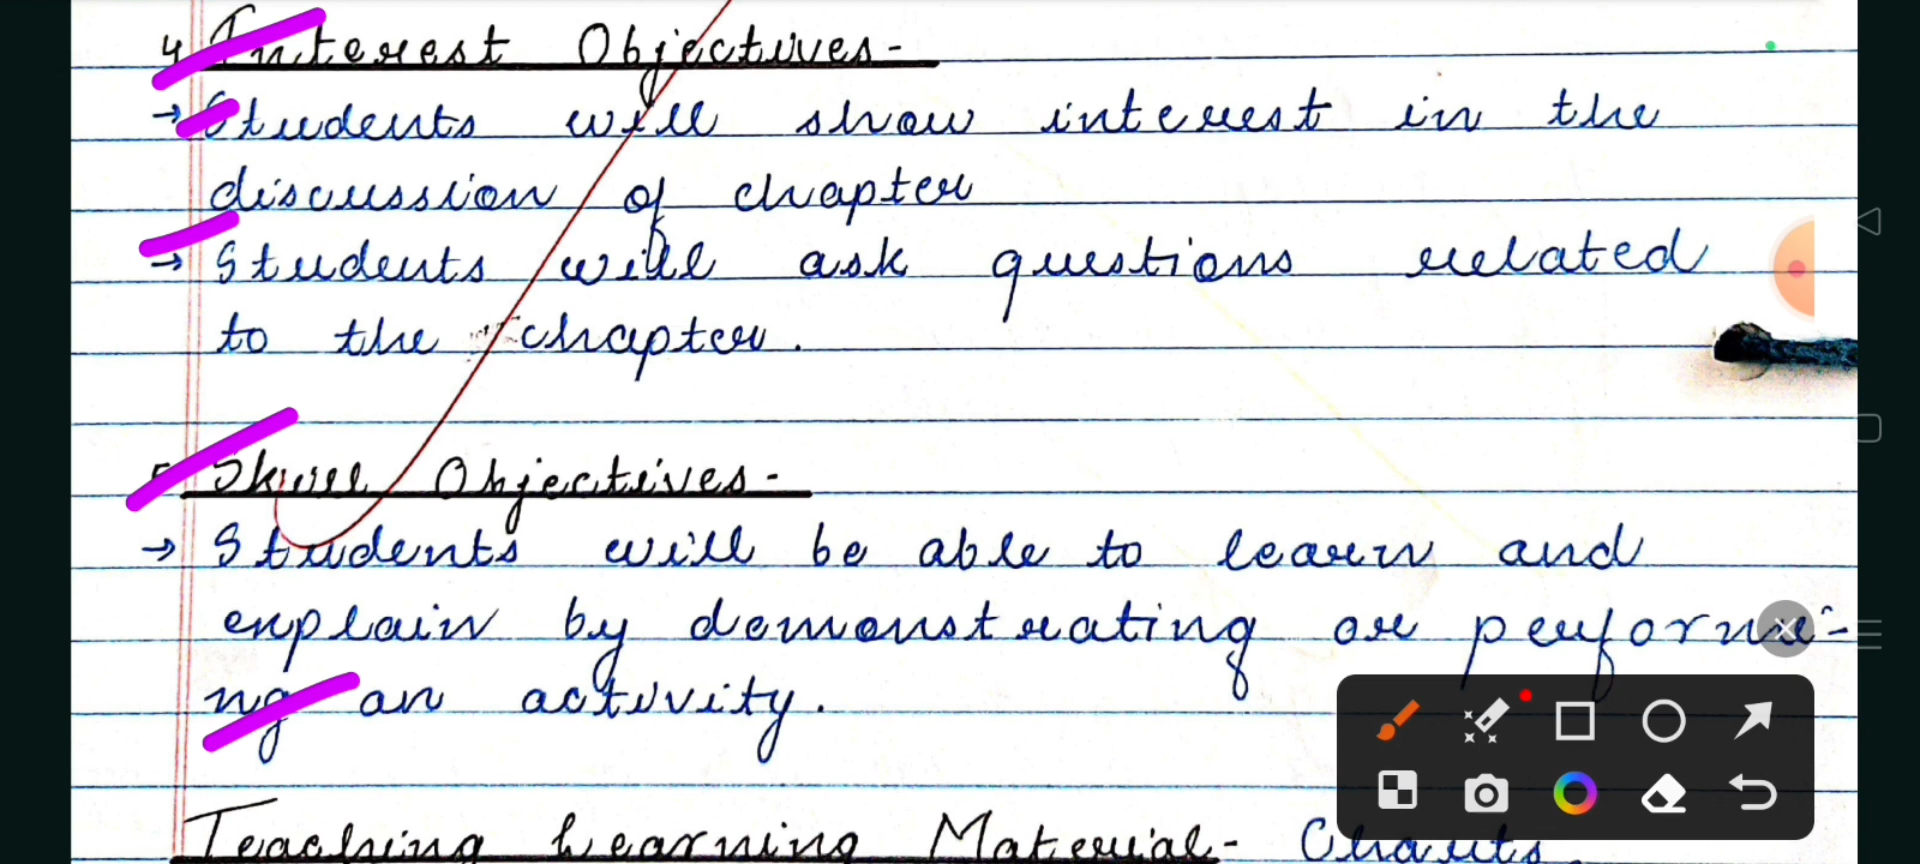 4. Interest Objectives-
→ Students will show interest in the
discussion of chapter
→ Students will ask questions related
to the chapter.
5. Skill Objectives-
→ Students will be able to learn and
explain by demonstrating or performi-
ng an activity.
Teaching Learning Material- Charts,